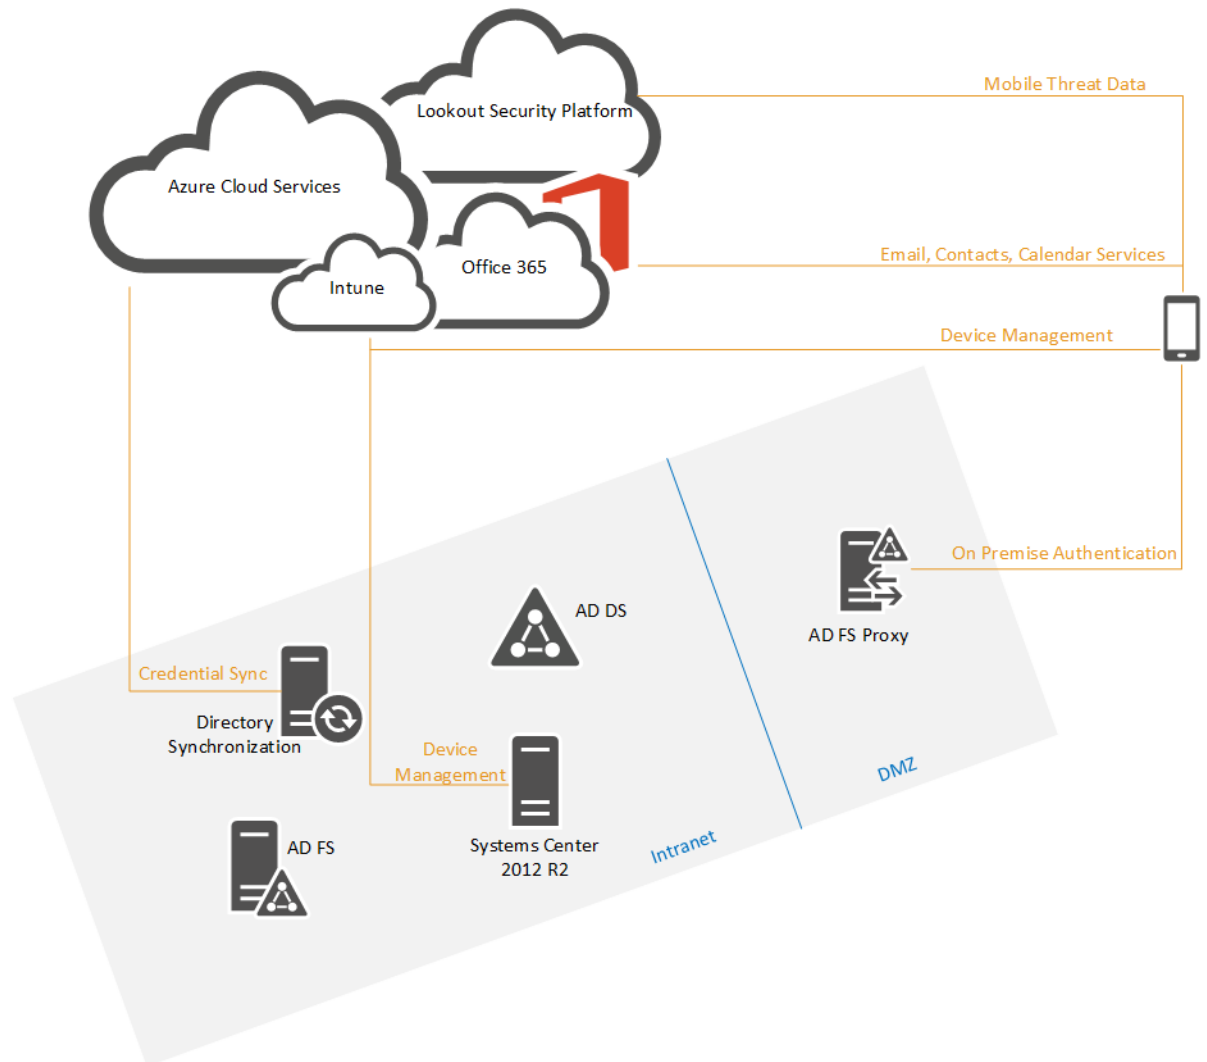 Mobile Threat Data
Lookout Security Platform
Azure Cloud Services
Email, Contacts, Calendar Services
Office 365
Intune
Device Management
On Premise Authentication
AD DS
AD FS Proxy
Credential Sync
Directory
Synchronization
Device
Management
DMZ
Intranet
AD FS
Systems Center
2012 R2